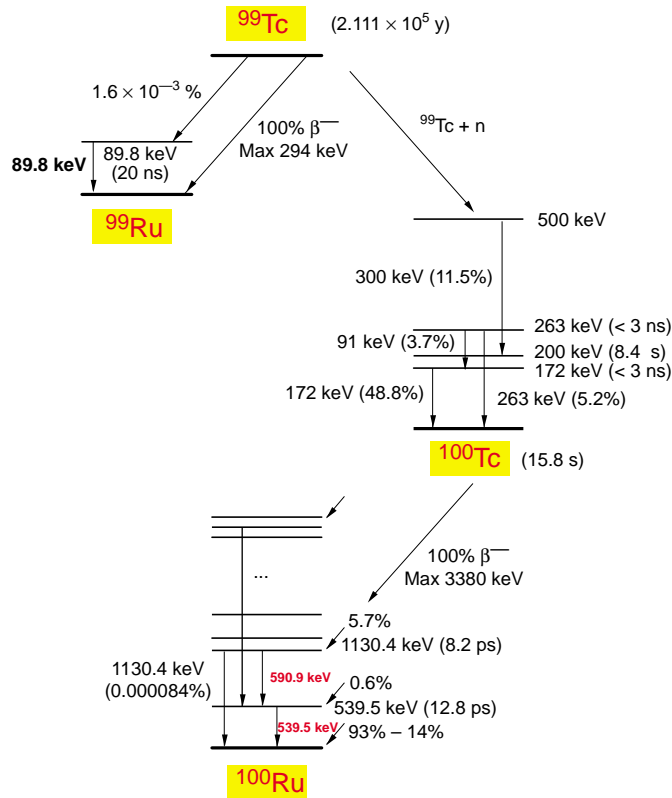 ⁹⁹Tc (2.111 × 10⁵ y)
1.6 × 10⁻³ %
100% β⁻
Max 294 keV
⁹⁹Tc + n
89.8 keV
89.8 keV
(20 ns)
⁹⁹Ru
500 keV
300 keV (11.5%)
263 keV (< 3 ns)
91 keV (3.7%)
200 keV (8.4 s)
172 keV (< 3 ns)
172 keV (48.8%)
263 keV (5.2%)
¹⁰⁰Tc (15.8 s)
100% β⁻
Max 3380 keV
...
5.7%
1130.4 keV (8.2 ps)
1130.4 keV
(0.000084%)
590.9 keV
0.6%
539.5 keV (12.8 ps)
539.5 keV
93% – 14%
¹⁰⁰Ru